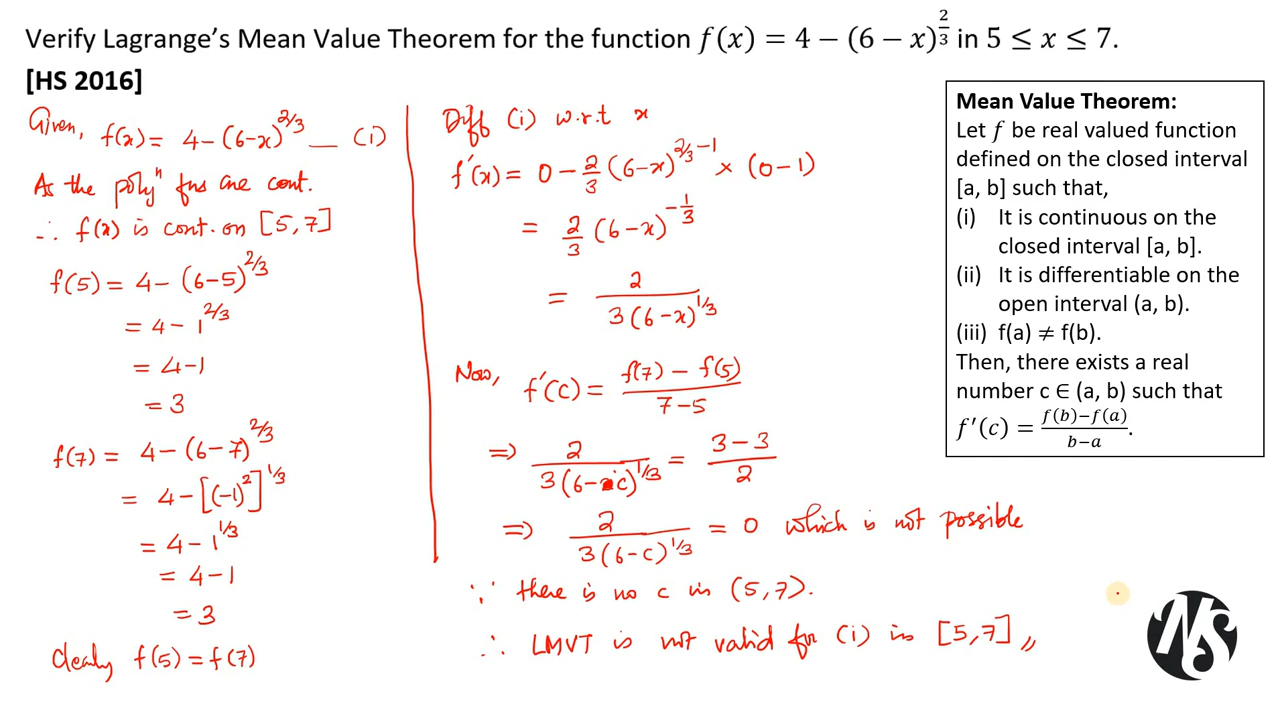 Verify Lagrange’s Mean Value Theorem for the function f(x) = 4 − (6 − x)^(2/3) in 5 ≤ x ≤ 7.
[HS 2016]
Given, f(x) = 4 − (6−x)^(2/3) — (i)
As the polyⁿ fns are cont.
∴ f(x) is cont. on [5,7]
f(5) = 4 − (6−5)^(2/3)
= 4 − 1^(2/3)
= 4−1
= 3
f(7) = 4 − (6−7)^(2/3)
= 4 − [(−1)²]^(1/3)
= 4 − 1^(1/3)
= 4 − 1
= 3
Clearly f(5) = f(7)
Diff (i) w.r.t x
f'(x) = 0 − 2/3 (6−x)^(2/3 −1) × (0−1)
= 2/3 (6−x)^(−1/3)
= 2/(3(6−x)^(1/3))
Now, f'(c) = (f(7) − f(5))/(7−5)
⇒ 2/(3(6−c)^(1/3)) = (3−3)/2
⇒ 2/(3(6−c)^(1/3)) = 0 which is not possible
∵ there is no c in (5,7).
∴ LMVT is not valid for (i) in [5,7]
Mean Value Theorem:
Let f be real valued function
defined on the closed interval
[a, b] such that,
(i) It is continuous on the
closed interval [a, b].
(ii) It is differentiable on the
open interval (a, b).
(iii) f(a) ≠ f(b).
Then, there exists a real
number c ∈ (a, b) such that
f'(c) = (f(b)−f(a))/(b−a).
NS